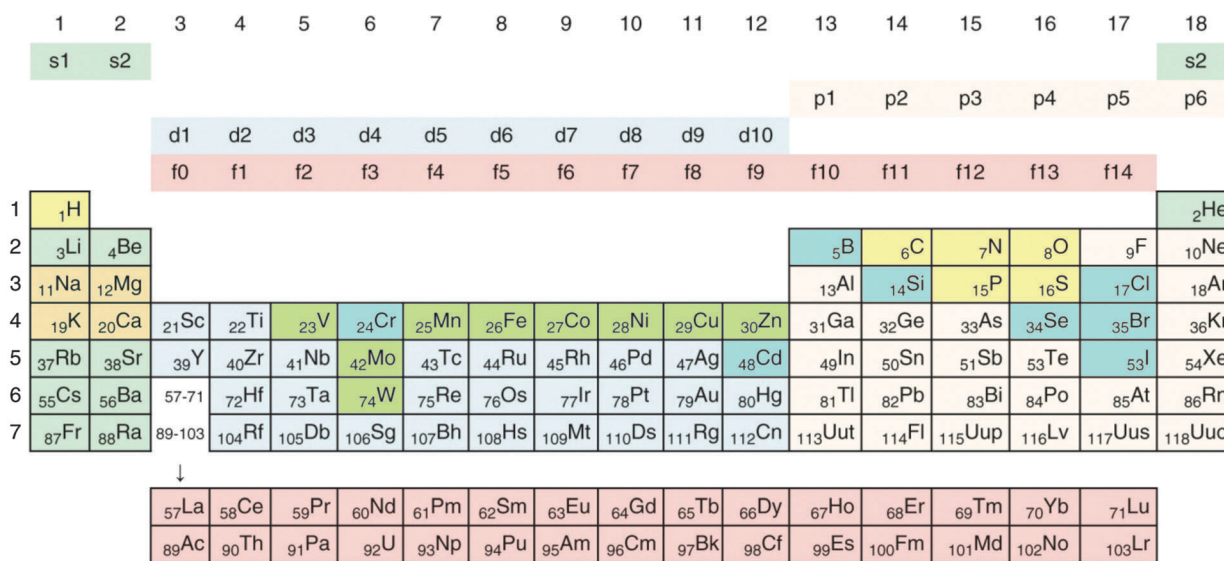 1 2 3 4 5 6 7 8 9 10 11 12 13 14 15 16 17 18
s1 s2 s2
p1 p2 p3 p4 p5 p6
d1 d2 d3 d4 d5 d6 d7 d8 d9 d10
f0 f1 f2 f3 f4 f5 f6 f7 f8 f9 f10 f11 f12 f13 f14
1 1H 2He
2 3Li 4Be 5B 6C 7N 8O 9F 10Ne
3 11Na 12Mg 13Al 14Si 15P 16S 17Cl 18Ar
4 19K 20Ca 21Sc 22Ti 23V 24Cr 25Mn 26Fe 27Co 28Ni 29Cu 30Zn 31Ga 32Ge 33As 34Se 35Br 36Kr
5 37Rb 38Sr 39Y 40Zr 41Nb 42Mo 43Tc 44Ru 45Rh 46Pd 47Ag 48Cd 49In 50Sn 51Sb 53Te 53I 54Xe
6 55Cs 56Ba 57-71 72Hf 73Ta 74W 75Re 76Os 77Ir 78Pt 79Au 80Hg 81Tl 82Pb 83Bi 84Po 85At 86Rn
7 87Fr 88Ra 89-103 104Rf 105Db 106Sg 107Bh 108Hs 109Mt 110Ds 111Rg 112Cn 113Uut 114Fl 115Uup 116Lv 117Uus 118Uuo
↓
57La 58Ce 59Pr 60Nd 61Pm 62Sm 63Eu 64Gd 65Tb 66Dy 67Ho 68Er 69Tm 70Yb 71Lu
89Ac 90Th 91Pa 92U 93Np 94Pu 95Am 96Cm 97Bk 98Cf 99Es 100Fm 101Md 102No 103Lr